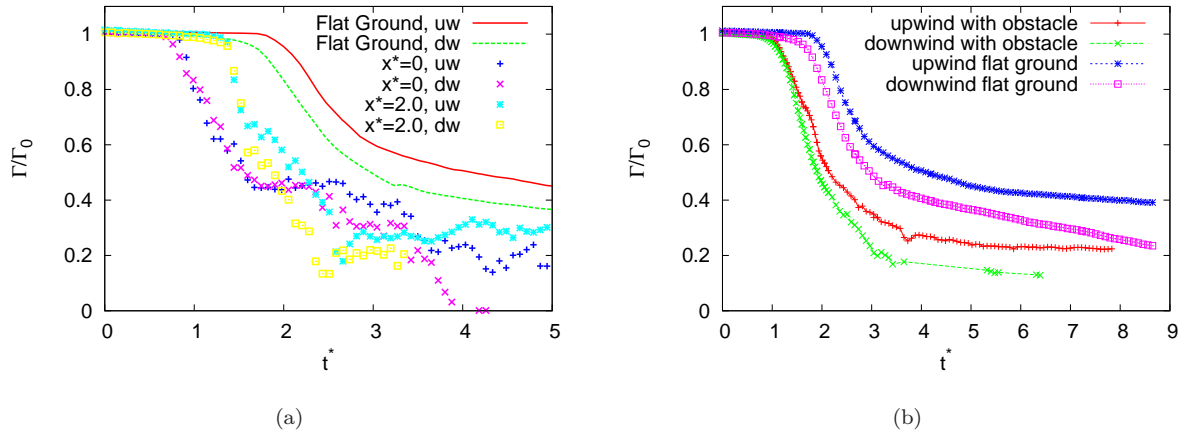 Γ/Γ0
1
0.8
0.6
0.4
0.2
0
0 1 2 3 4 5
t*
Flat Ground, uw
Flat Ground, dw
x*=0, uw
x*=0, dw
x*=2.0, uw
x*=2.0, dw
(a)
Γ/Γ0
1
0.8
0.6
0.4
0.2
0
0 1 2 3 4 5 6 7 8 9
t*
upwind with obstacle
downwind with obstacle
upwind flat ground
downwind flat ground
(b)